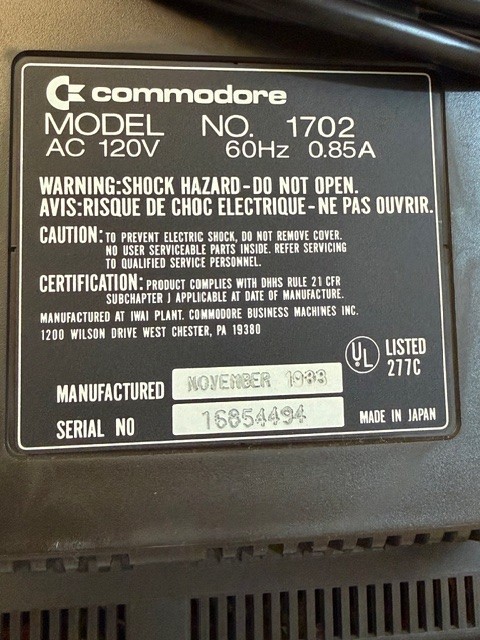 commodore
MODEL NO. 1702
AC 120V 60Hz 0.85A
WARNING:SHOCK HAZARD-DO NOT OPEN.
AVIS:RISQUE DE CHOC ELECTRIQUE-NE PAS OUVRIR.
CAUTION: TO PREVENT ELECTRIC SHOCK, DO NOT REMOVE COVER.
NO USER SERVICEABLE PARTS INSIDE. REFER SERVICING
TO QUALIFIED SERVICE PERSONNEL.
CERTIFICATION: PRODUCT COMPLIES WITH DHHS RULE 21 CFR
SUBCHAPTER J APPLICABLE AT DATE OF MANUFACTURE.
MANUFACTURED AT IWAI PLANT. COMMODORE BUSINESS MACHINES INC.
1200 WILSON DRIVE WEST CHESTER, PA 19380
UL LISTED
277C
MANUFACTURED NOVEMBER 1983
SERIAL NO 16854494 MADE IN JAPAN